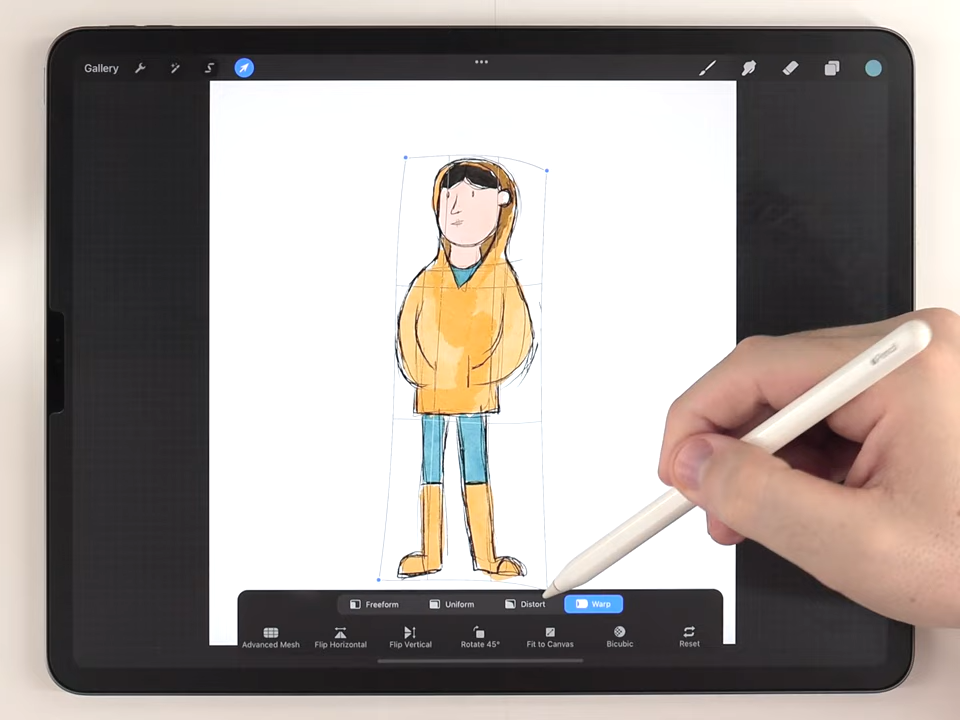 Gallery
Freeform Uniform Distort Warp
Advanced Mesh Flip Horizontal Flip Vertical Rotate 45° Fit to Canvas Bicubic Reset